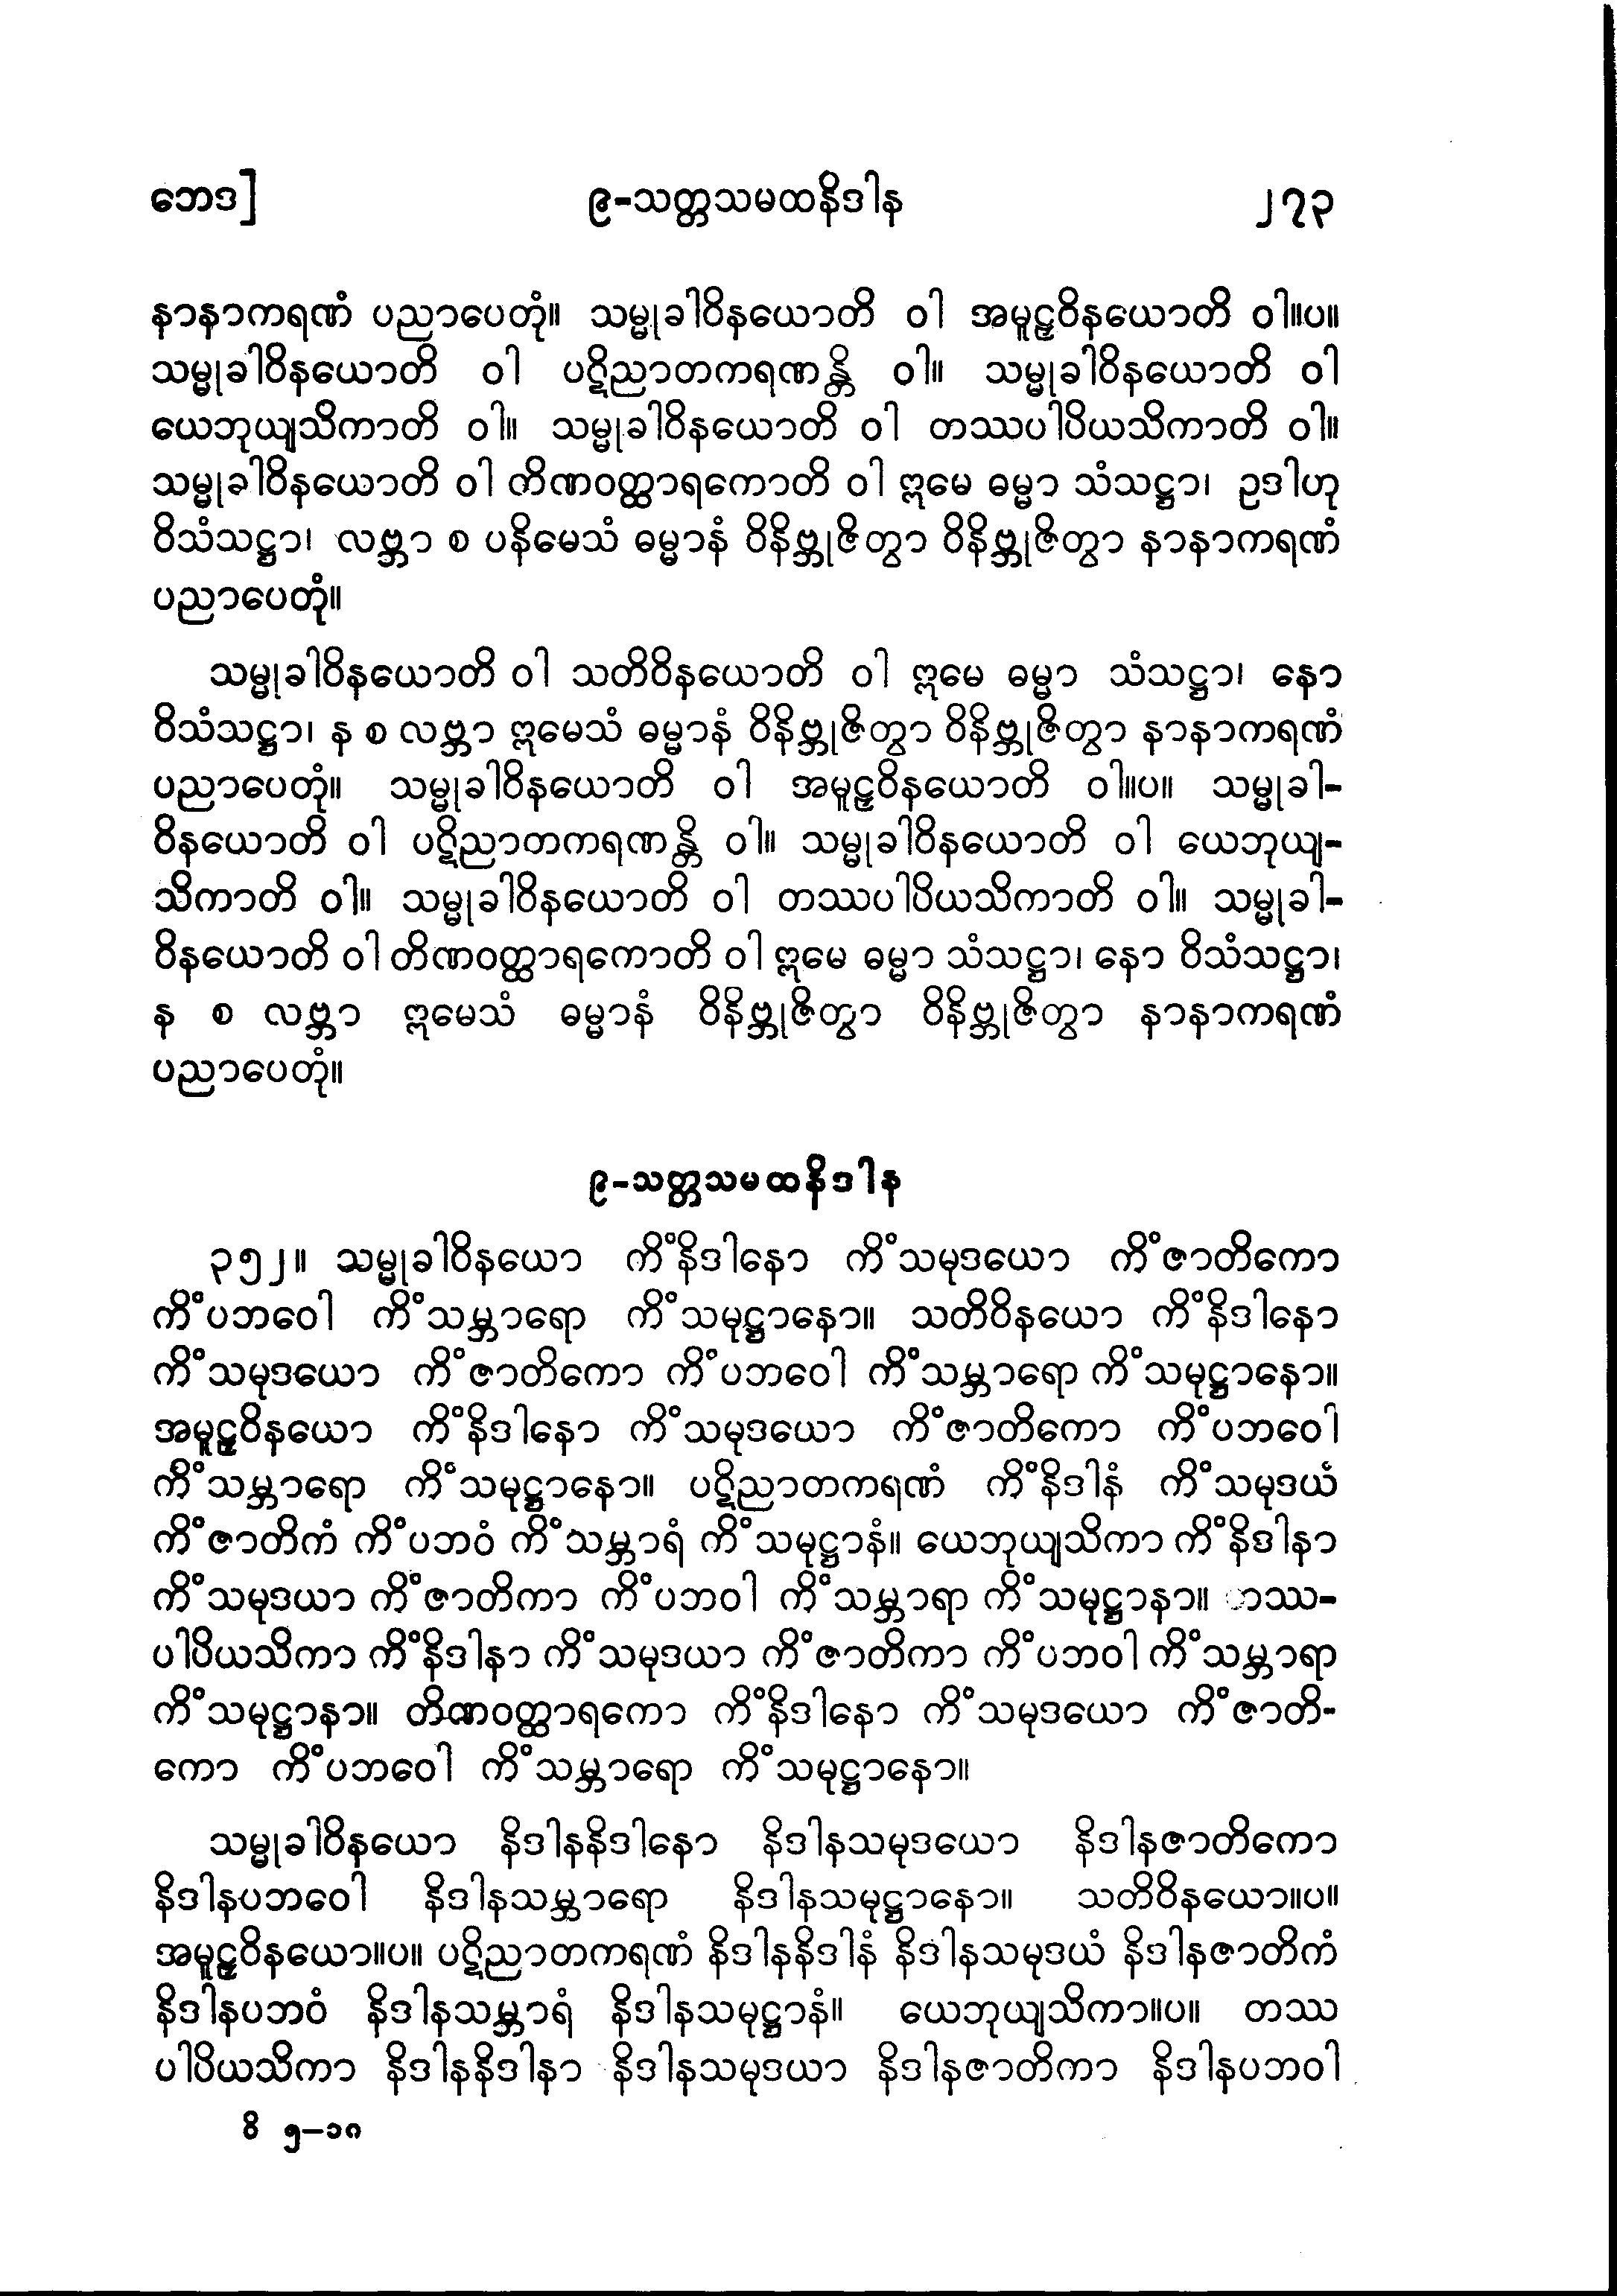 ဘေဒ]
၉-သတ္တသမထနိဒါန
၂၇၃
နာနာကရဏံ ပညာပေတုံ။ သမ္မုခါဝိနယောတိ ဝါ အမူဠှဝိနယောတိ ဝါ။ပ။
သမ္မုခါဝိနယောတိ ဝါ ပဋိညာတကရဏန္တိ ဝါ။ သမ္မုခါဝိနယောတိ ဝါ
ယေဘုယျသိကာတိ ဝါ။ သမ္မုခါဝိနယောတိ ဝါ တဿပါပိယသိကာတိ ဝါ။
သမ္မုခါဝိနယောတိ ဝါ တိဏဝတ္ထာရကောတိ ဝါ ဣမေ ဓမ္မာ သံသဋ္ဌာ၊ ဥဒါဟု
ဝိသံသဋ္ဌာ၊ လဗ္ဘာ စ ပနိမေသံ ဓမ္မာနံ ဝိနိဗ္ဘုဇိတွာ ဝိနိဗ္ဘုဇိတွာ နာနာကရဏံ
ပညာပေတုံ။
သမ္မုခါဝိနယောတိ ဝါ သတိဝိနယောတိ ဝါ ဣမေ ဓမ္မာ သံသဋ္ဌာ၊ နော
ဝိသံသဋ္ဌာ၊ န စ လဗ္ဘာ ဣမေသံ ဓမ္မာနံ ဝိနိဗ္ဘုဇိတွာ ဝိနိဗ္ဘုဇိတွာ နာနာကရဏံ
ပညာပေတုံ။ သမ္မုခါဝိနယောတိ ဝါ အမူဠှဝိနယောတိ ဝါ။ပ။ သမ္မုခါ-
ဝိနယောတိ ဝါ ပဋိညာတကရဏန္တိ ဝါ။ သမ္မုခါဝိနယောတိ ဝါ ယေဘုယျ-
သိကာတိ ဝါ။ သမ္မုခါဝိနယောတိ ဝါ တဿပါပိယသိကာတိ ဝါ။ သမ္မုခါ-
ဝိနယောတိ ဝါ တိဏဝတ္ထာရကောတိ ဝါ ဣမေ ဓမ္မာ သံသဋ္ဌာ၊ နော ဝိသံသဋ္ဌာ၊
န စ လဗ္ဘာ ဣမေသံ ဓမ္မာနံ ဝိနိဗ္ဘုဇိတွာ ဝိနိဗ္ဘုဇိတွာ နာနာကရဏံ
ပညာပေတုံ။
၉-သတ္တသမထနိဒါန
၃၅၂။ သမ္မုခါဝိနယော ကိံနိဒါနော ကိံသမုဒယော ကိံဇာတိကော
ကိံပဘဝေါ ကိံသမ္ဘာရော ကိံသမုဋ္ဌာနော။ သတိဝိနယော ကိံနိဒါနော
ကိံသမုဒယော ကိံဇာတိကော ကိံပဘဝေါ ကိံသမ္ဘာရော ကိံသမုဋ္ဌာနော။
အမူဠှဝိနယော ကိံနိဒါနော ကိံသမုဒယော ကိံဇာတိကော ကိံပဘဝေါ
ကိံသမ္ဘာရော ကိံသမုဋ္ဌာနော။ ပဋိညာတကရဏံ ကိံနိဒါနံ ကိံသမုဒယံ
ကိံဇာတိကံ ကိံပဘဝံ ကိံသမ္ဘာရံ ကိံသမုဋ္ဌာနံ။ ယေဘုယျသိကာ ကိံနိဒါနာ
ကိံသမုဒယာ ကိံဇာတိကာ ကိံပဘဝါ ကိံသမ္ဘာရာ ကိံသမုဋ္ဌာနာ။ တဿ-
ပါပိယသိကာ ကိံနိဒါနာ ကိံသမုဒယာ ကိံဇာတိကာ ကိံပဘဝါ ကိံသမ္ဘာရာ
ကိံသမုဋ္ဌာနာ။ တိဏဝတ္ထာရကော ကိံနိဒါနော ကိံသမုဒယော ကိံဇာတိ-
ကော ကိံပဘဝေါ ကိံသမ္ဘာရော ကိံသမုဋ္ဌာနော။
သမ္မုခါဝိနယော နိဒါနနိဒါနော နိဒါနသမုဒယော နိဒါနဇာတိကော
နိဒါနပဘဝေါ နိဒါနသမ္ဘာရော နိဒါနသမုဋ္ဌာနော။ သတိဝိနယော။ပ။
အမူဠှဝိနယော။ပ။ ပဋိညာတကရဏံ နိဒါနနိဒါနံ နိဒါနသမုဒယံ နိဒါနဇာတိကံ
နိဒါနပဘဝံ နိဒါနသမ္ဘာရံ နိဒါနသမုဋ္ဌာနံ။ ယေဘုယျသိကာ။ပ။ တဿ
ပါပိယသိကာ နိဒါနနိဒါနာ နိဒါနသမုဒယာ နိဒါနဇာတိကာ နိဒါနပဘဝါ
ဝိ ၅–၁၈